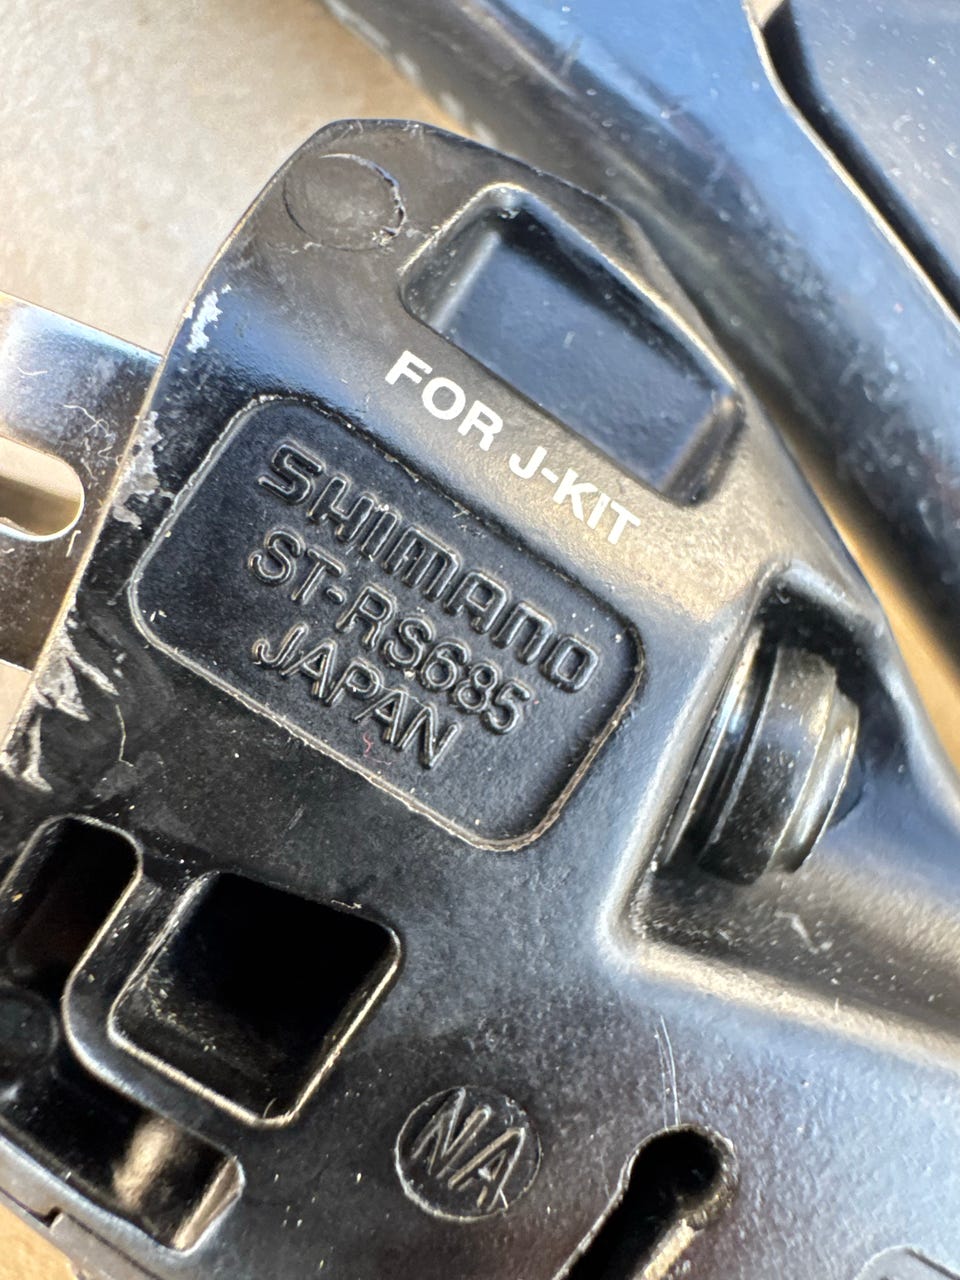 FOR J-KIT
SHIMANO
ST-RS685
JAPAN
NA